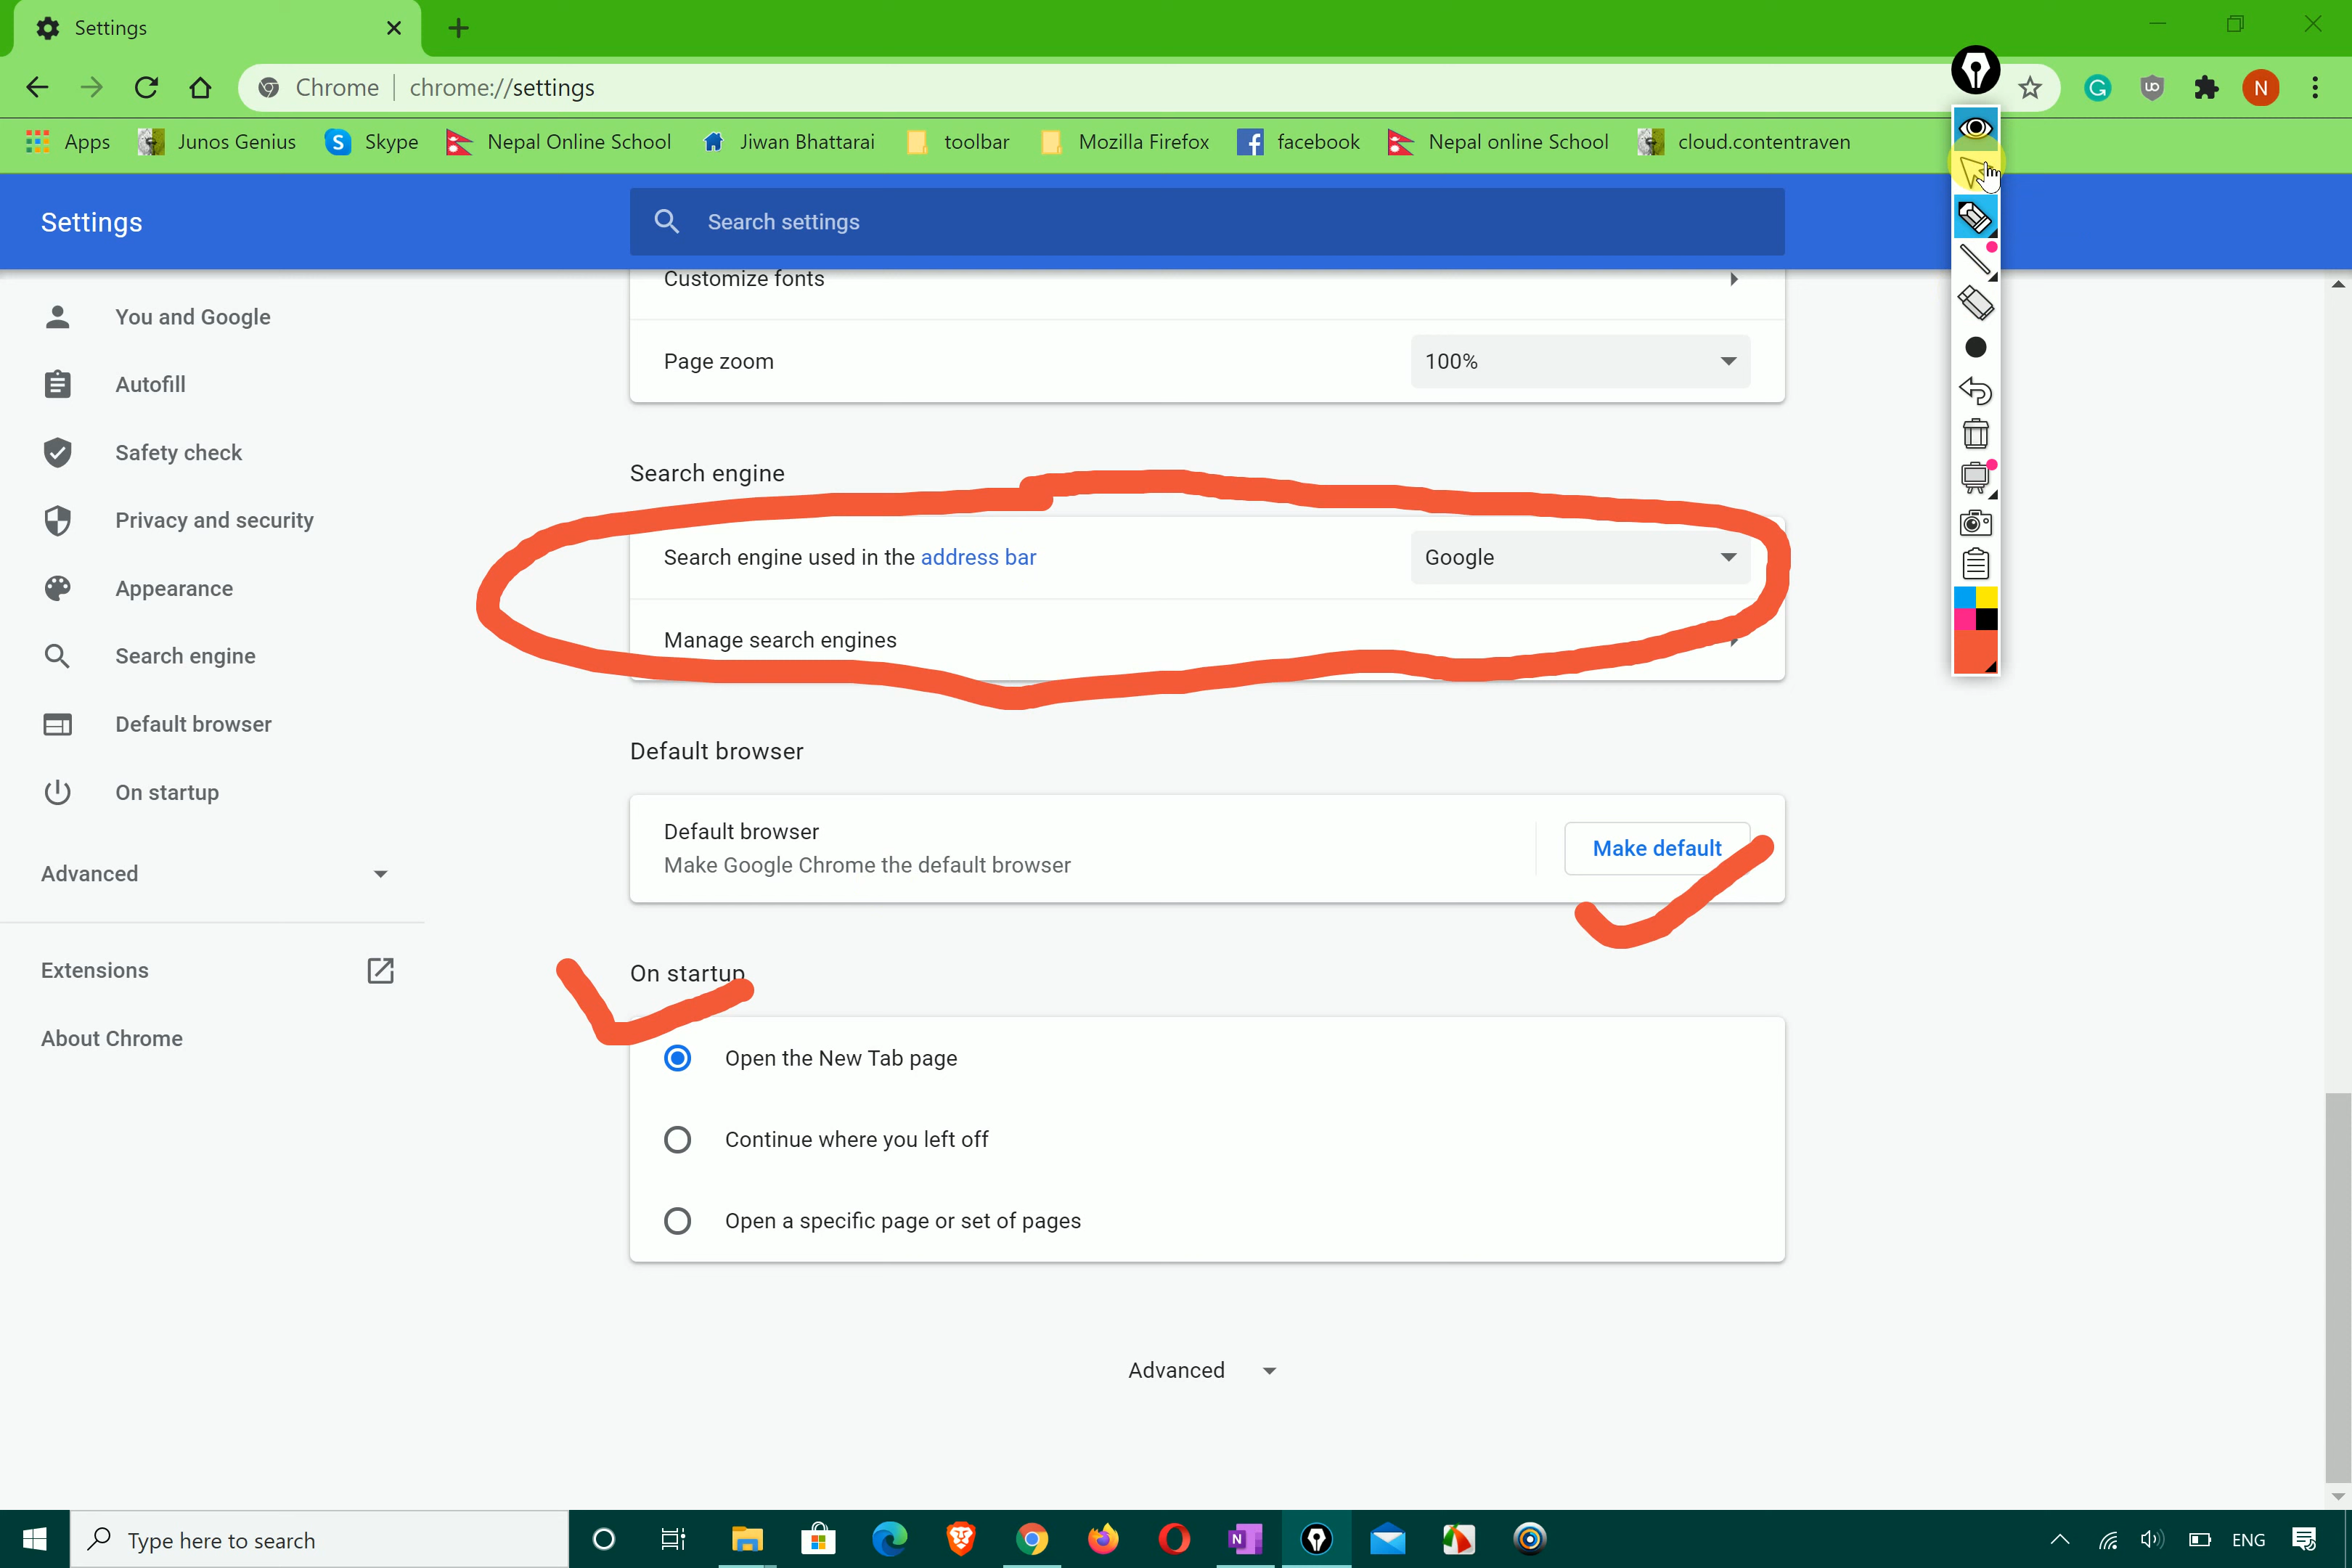 Settings
Chrome | chrome://settings
N
Apps Junos Genius Skype Nepal Online School Jiwan Bhattarai toolbar Mozilla Firefox facebook Nepal online School cloud.contentraven
Settings
Search settings
You and Google
Autofill
Safety check
Privacy and security
Appearance
Search engine
Default browser
On startup
Advanced
Extensions
About Chrome
Customize fonts
Page zoom 100%
Search engine
Search engine used in the address bar Google
Manage search engines
Default browser
Default browser
Make Google Chrome the default browser
Make default
On startup
Open the New Tab page
Continue where you left off
Open a specific page or set of pages
Advanced
Type here to search
ENG